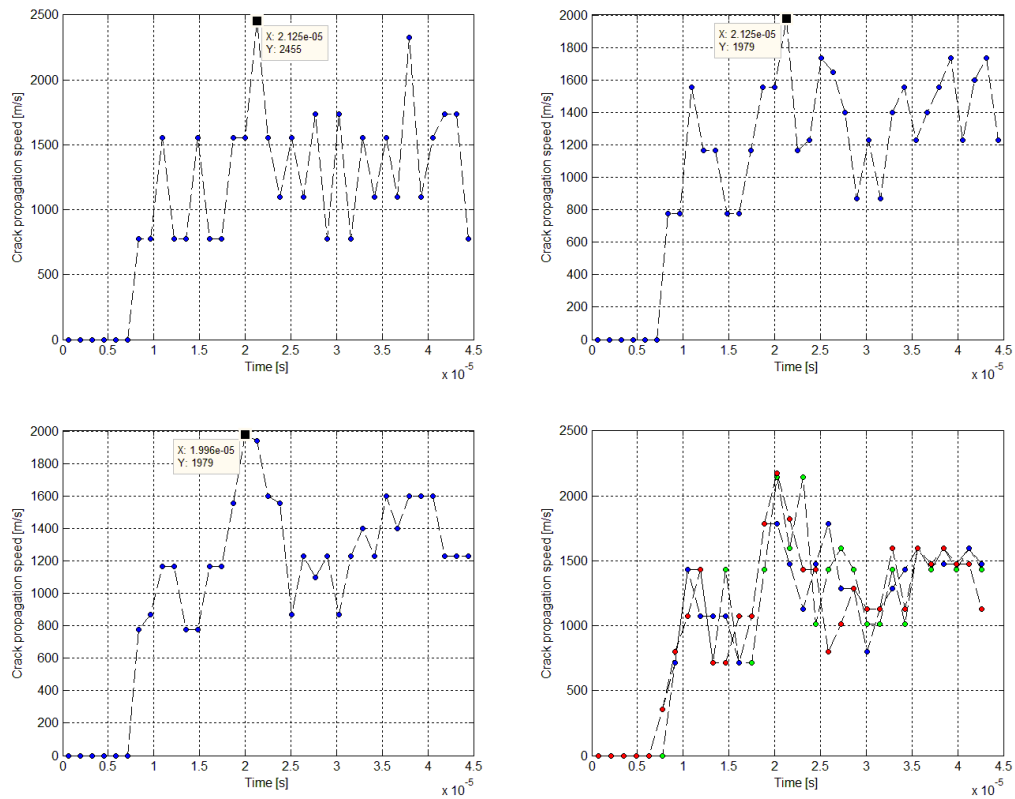 2500
2000
1500
1000
500
0
X: 2.125e-05
Y: 2455
Crack propagation speed [m/s]
0 0.5 1 1.5 2 2.5 3 3.5 4 4.5
Time [s]
x 10^-5
2000
1800
1600
1400
1200
1000
800
600
400
200
0
X: 2.125e-05
Y: 1979
Crack propagation speed [m/s]
0 0.5 1 1.5 2 2.5 3 3.5 4 4.5
Time [s]
x 10^-5
2000
1800
1600
1400
1200
1000
800
600
400
200
0
X: 1.996e-05
Y: 1979
Crack propagation speed [m/s]
0 0.5 1 1.5 2 2.5 3 3.5 4 4.5
Time [s]
x 10^-5
2500
2000
1500
1000
500
0
Crack propagation speed [m/s]
0 0.5 1 1.5 2 2.5 3 3.5 4 4.5
Time [s]
x 10^-5